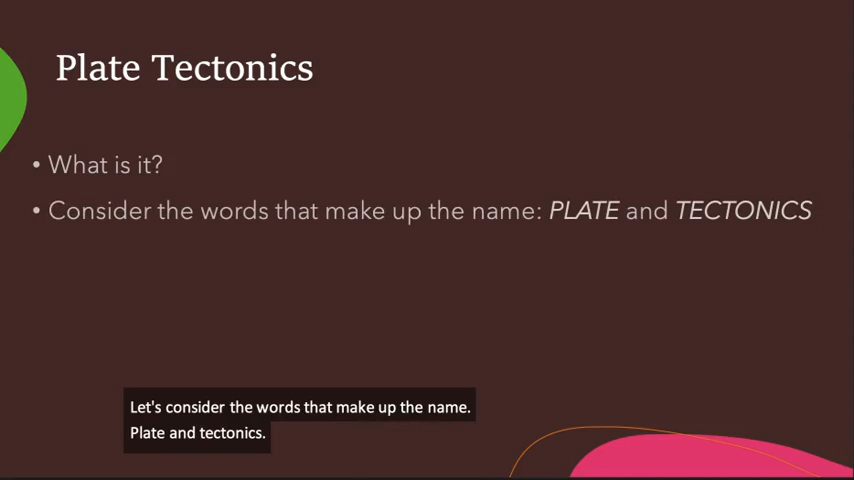 Plate Tectonics
• What is it?
• Consider the words that make up the name: PLATE and TECTONICS
Let's consider the words that make up the name.
Plate and tectonics.